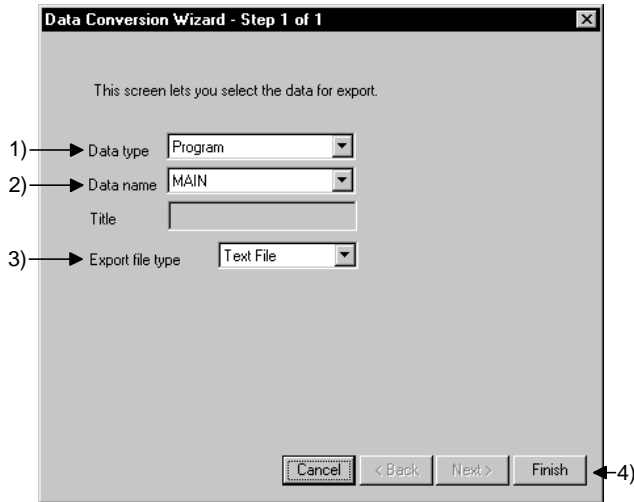 Data Conversion Wizard - Step 1 of 1
This screen lets you select the data for export.
1) Data type Program
2) Data name MAIN
Title
3) Export file type Text File
Cancel < Back Next > Finish 4)